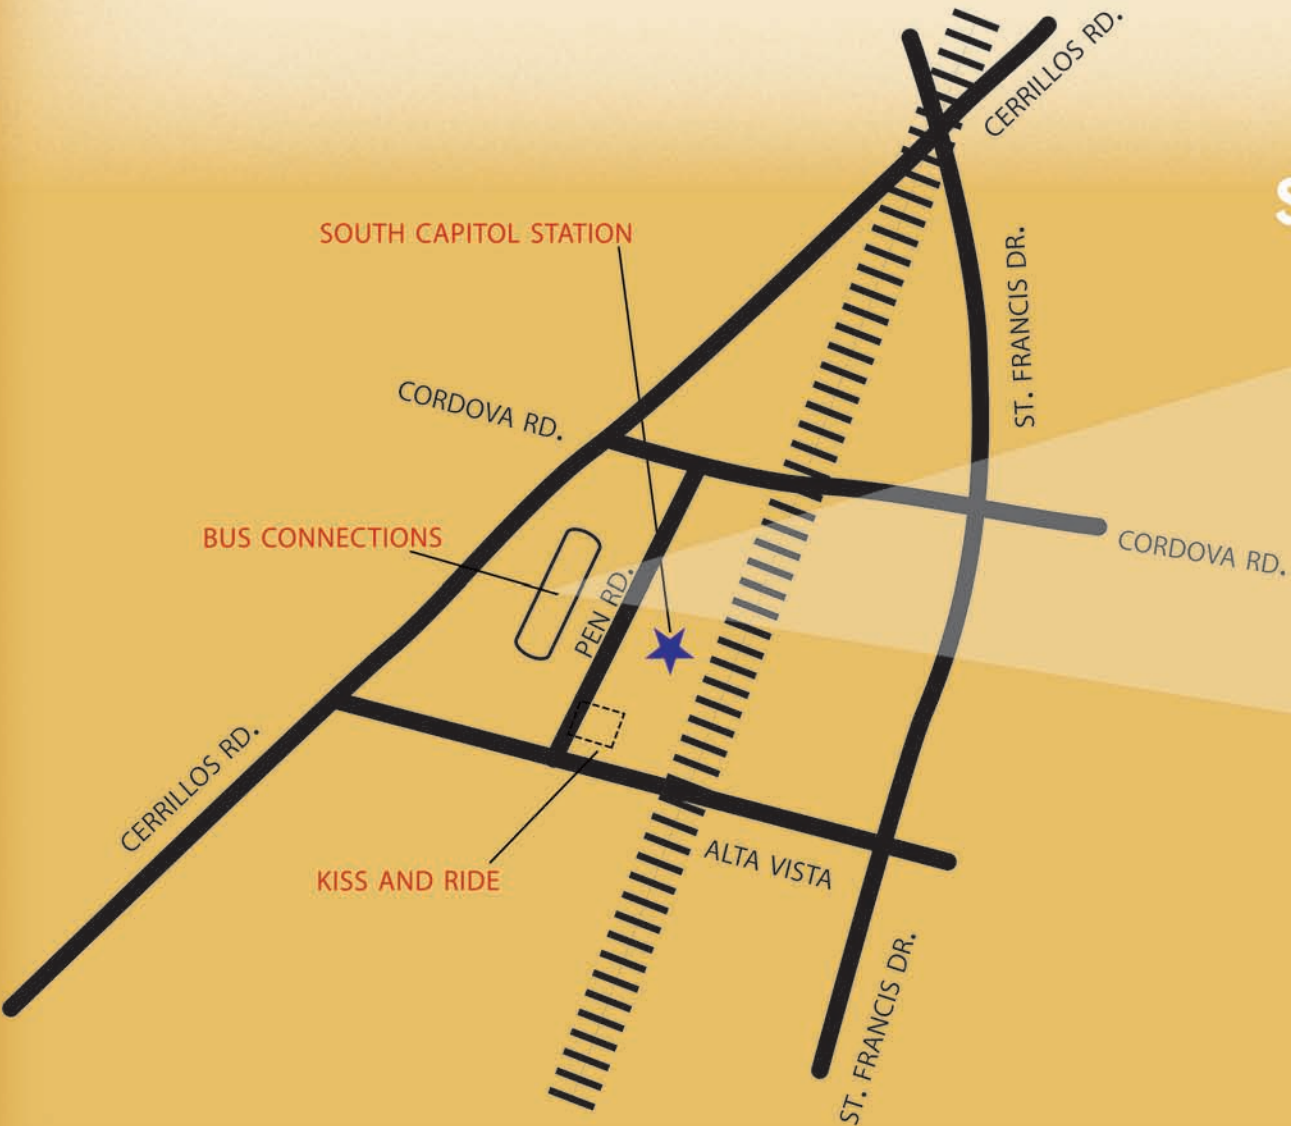 CERRILLOS RD.
S
SOUTH CAPITOL STATION
ST. FRANCIS DR.
CORDOVA RD.
BUS CONNECTIONS
CORDOVA RD.
PEN RD.
CERRILLOS RD.
ALTA VISTA
KISS AND RIDE
ST. FRANCIS DR.